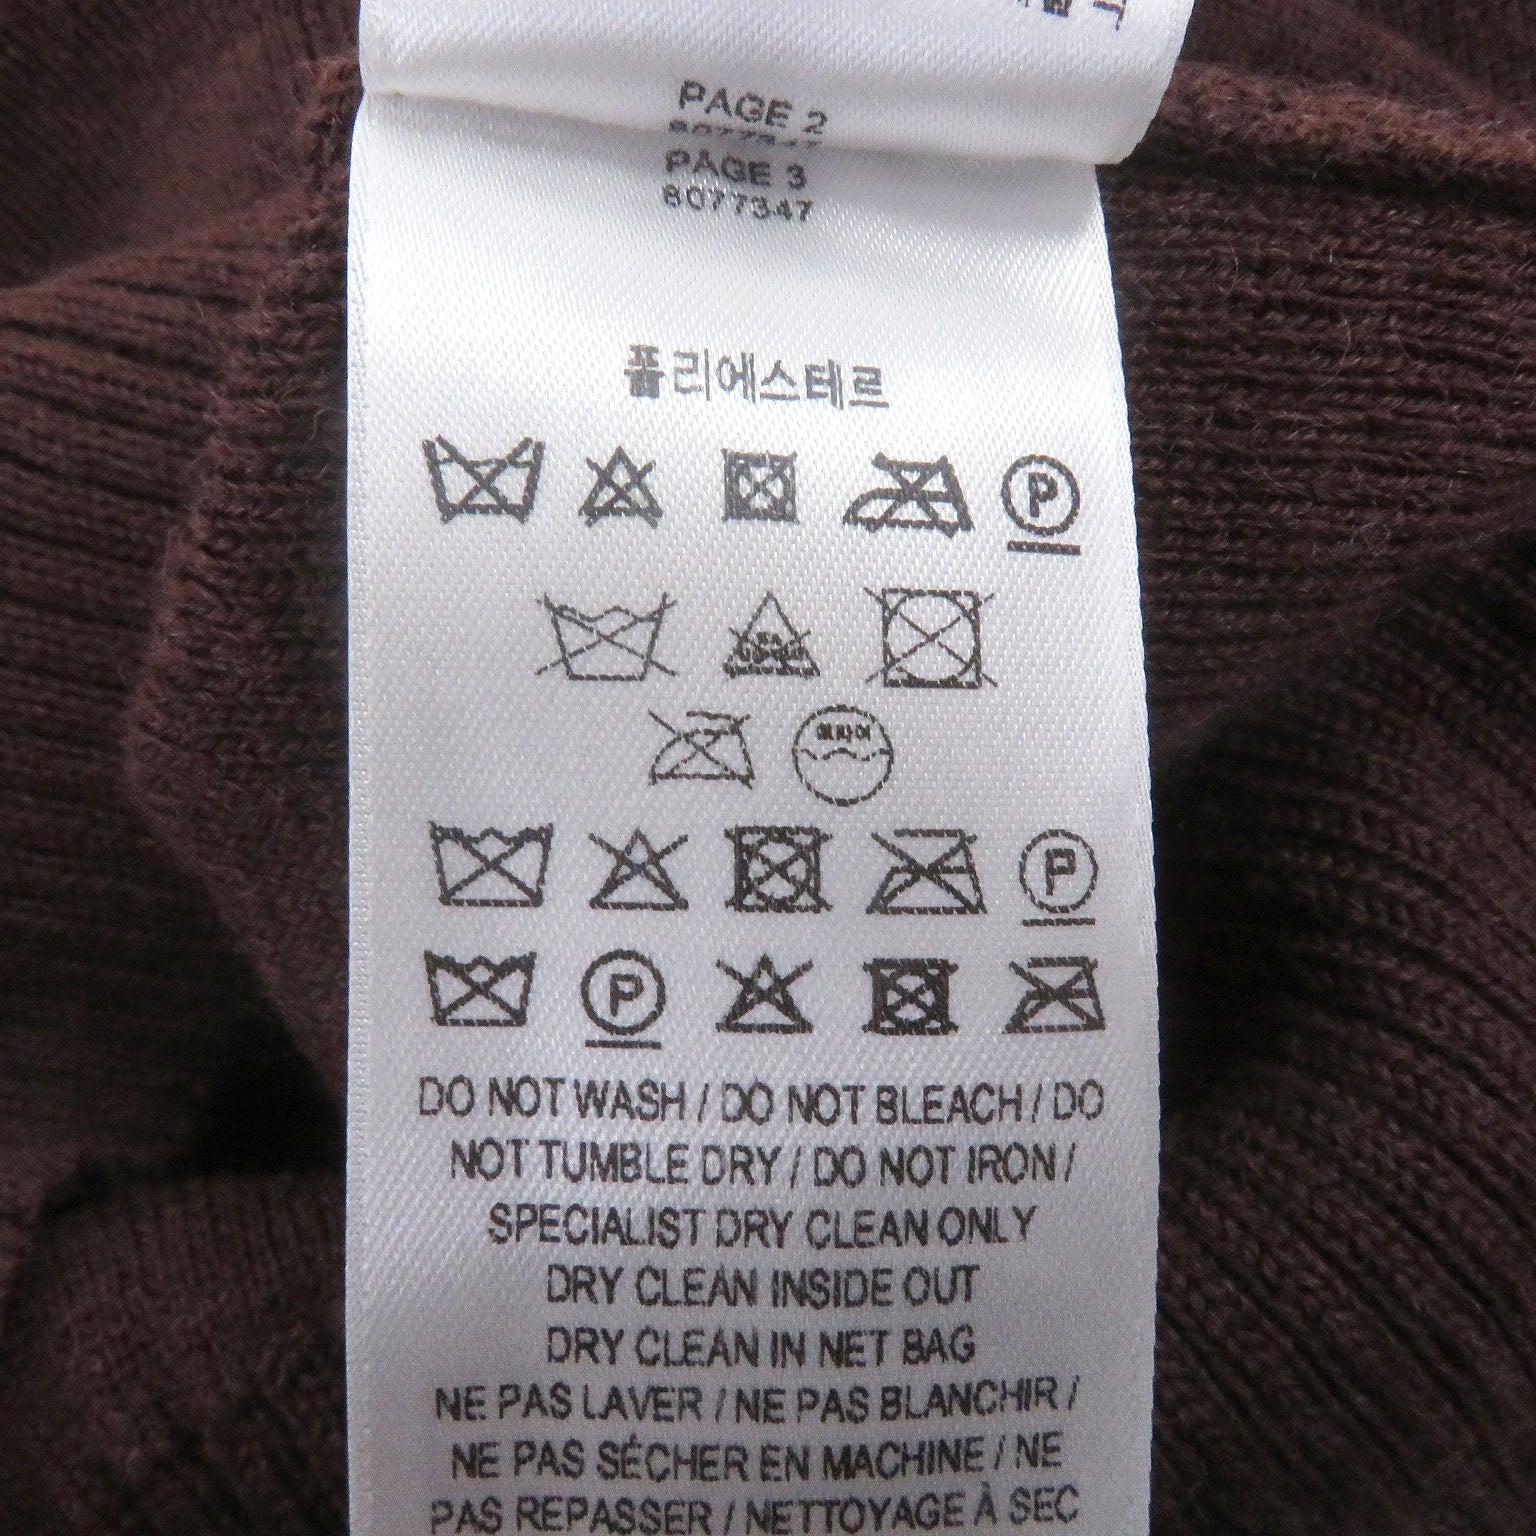 PAGE 2
8077347
PAGE 3
8077347
폴리에스테르
P
P
P
DO NOT WASH / DO NOT BLEACH / DO
NOT TUMBLE DRY / DO NOT IRON /
SPECIALIST DRY CLEAN ONLY
DRY CLEAN INSIDE OUT
DRY CLEAN IN NET BAG
NE PAS LAVER / NE PAS BLANCHIR /
NE PAS SÉCHER EN MACHINE / NE
PAS REPASSER / NETTOYAGE À SEC